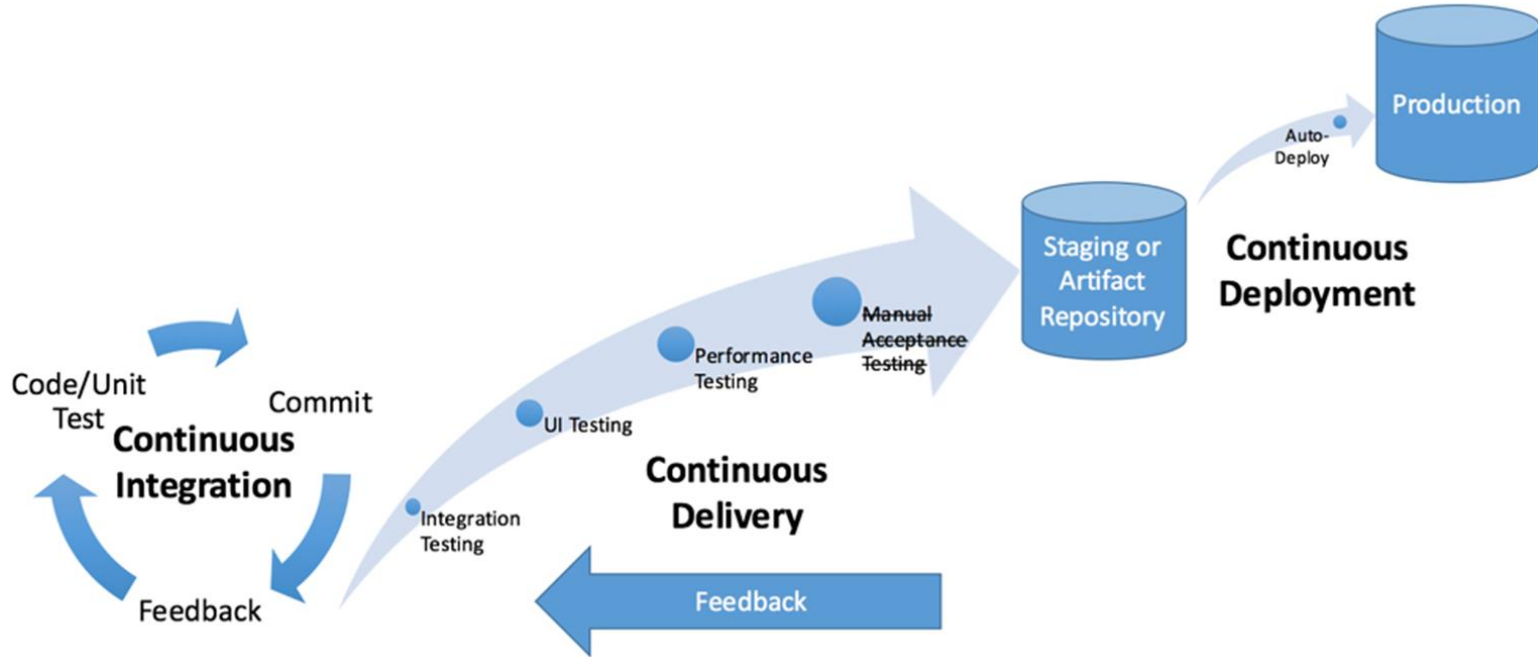 Code/Unit
Test
Commit
Continuous
Integration
Feedback
Integration
Testing
UI Testing
Performance
Testing
Manual
Acceptance
Testing
Continuous
Delivery
Feedback
Staging or
Artifact
Repository
Auto-
Deploy
Continuous
Deployment
Production